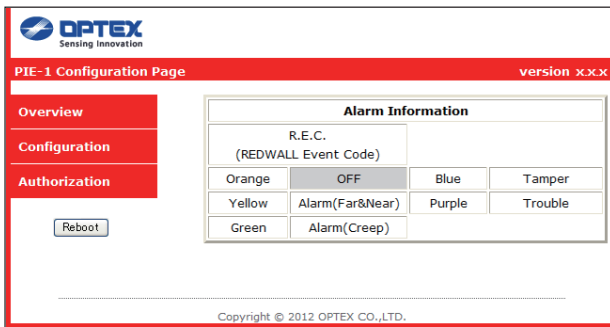 OPTEX
Sensing Innovation
PIE-1 Configuration Page version x.x.x
Overview
Configuration
Authorization
Reboot
Alarm Information
R.E.C.
(REDWALL Event Code)
Orange OFF Blue Tamper
Yellow Alarm(Far&Near) Purple Trouble
Green Alarm(Creep)
Copyright © 2012 OPTEX CO.,LTD.